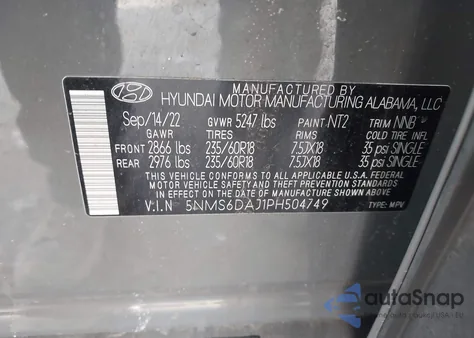 MANUFACTURED BY
HYUNDAI MOTOR MANUFACTURING ALABAMA, LLC
Sep/14/22 GVWR 5247 lbs PAINT NT2 TRIM NNB
GAWR TIRES RIMS COLD TIRE INFL
FRONT 2866 lbs 235/60R18 7.5JX18 35 psi SINGLE
REAR 2976 lbs 235/60R18 7.5JX18 35 psi SINGLE
THIS VEHICLE CONFORMS TO ALL APPLICABLE U.S. FEDERAL
MOTOR VEHICLE SAFETY AND THEFT PREVENTION STANDARDS
IN EFFECT ON THE DATE OF MANUFACTURE SHOWN ABOVE.
V.I.N 5NMS6DAJ1PH504749 TYPE: MPV
autoSnap